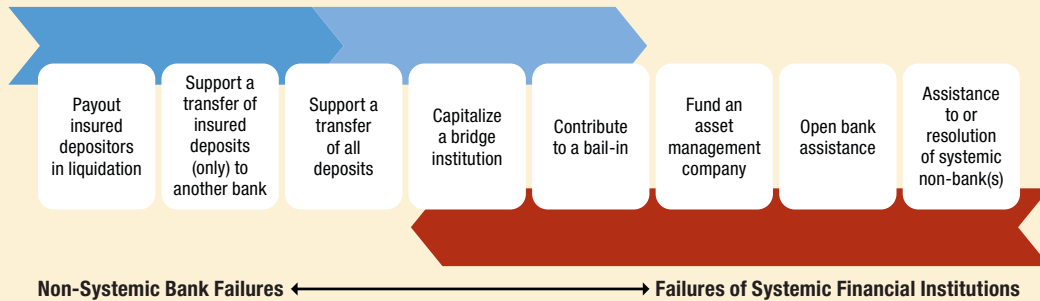 Payout
insured
depositors
in liquidation
Support a
transfer of
insured
deposits
(only) to
another bank
Support a
transfer
of all
deposits
Capitalize
a bridge
institution
Contribute
to a bail-in
Fund an
asset
management
company
Open bank
assistance
Assistance
to or
resolution
of systemic
non-bank(s)
Non-Systemic Bank Failures
Failures of Systemic Financial Institutions